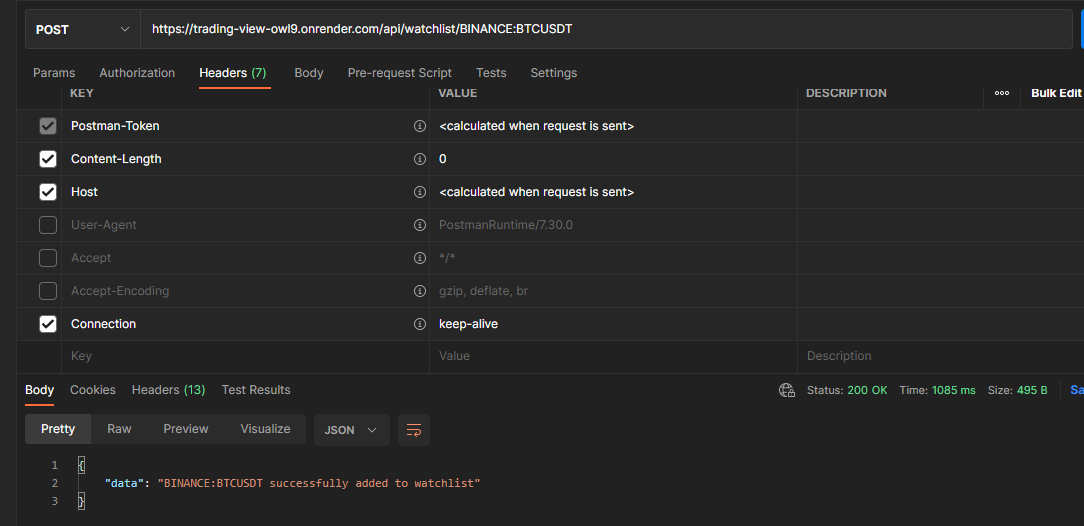 POST https://trading-view-owl9.onrender.com/api/watchlist/BINANCE:BTCUSDT
Params Authorization Headers (7) Body Pre-request Script Tests Settings
KEY VALUE DESCRIPTION Bulk Edit
Postman-Token <calculated when request is sent>
Content-Length 0
Host <calculated when request is sent>
User-Agent PostmanRuntime/7.30.0
Accept */*
Accept-Encoding gzip, deflate, br
Connection keep-alive
Key Value Description
Body Cookies Headers (13) Test Results Status: 200 OK Time: 1085 ms Size: 495 B Sa
Pretty Raw Preview Visualize JSON
1 {
2 "data": "BINANCE:BTCUSDT successfully added to watchlist"
3 }